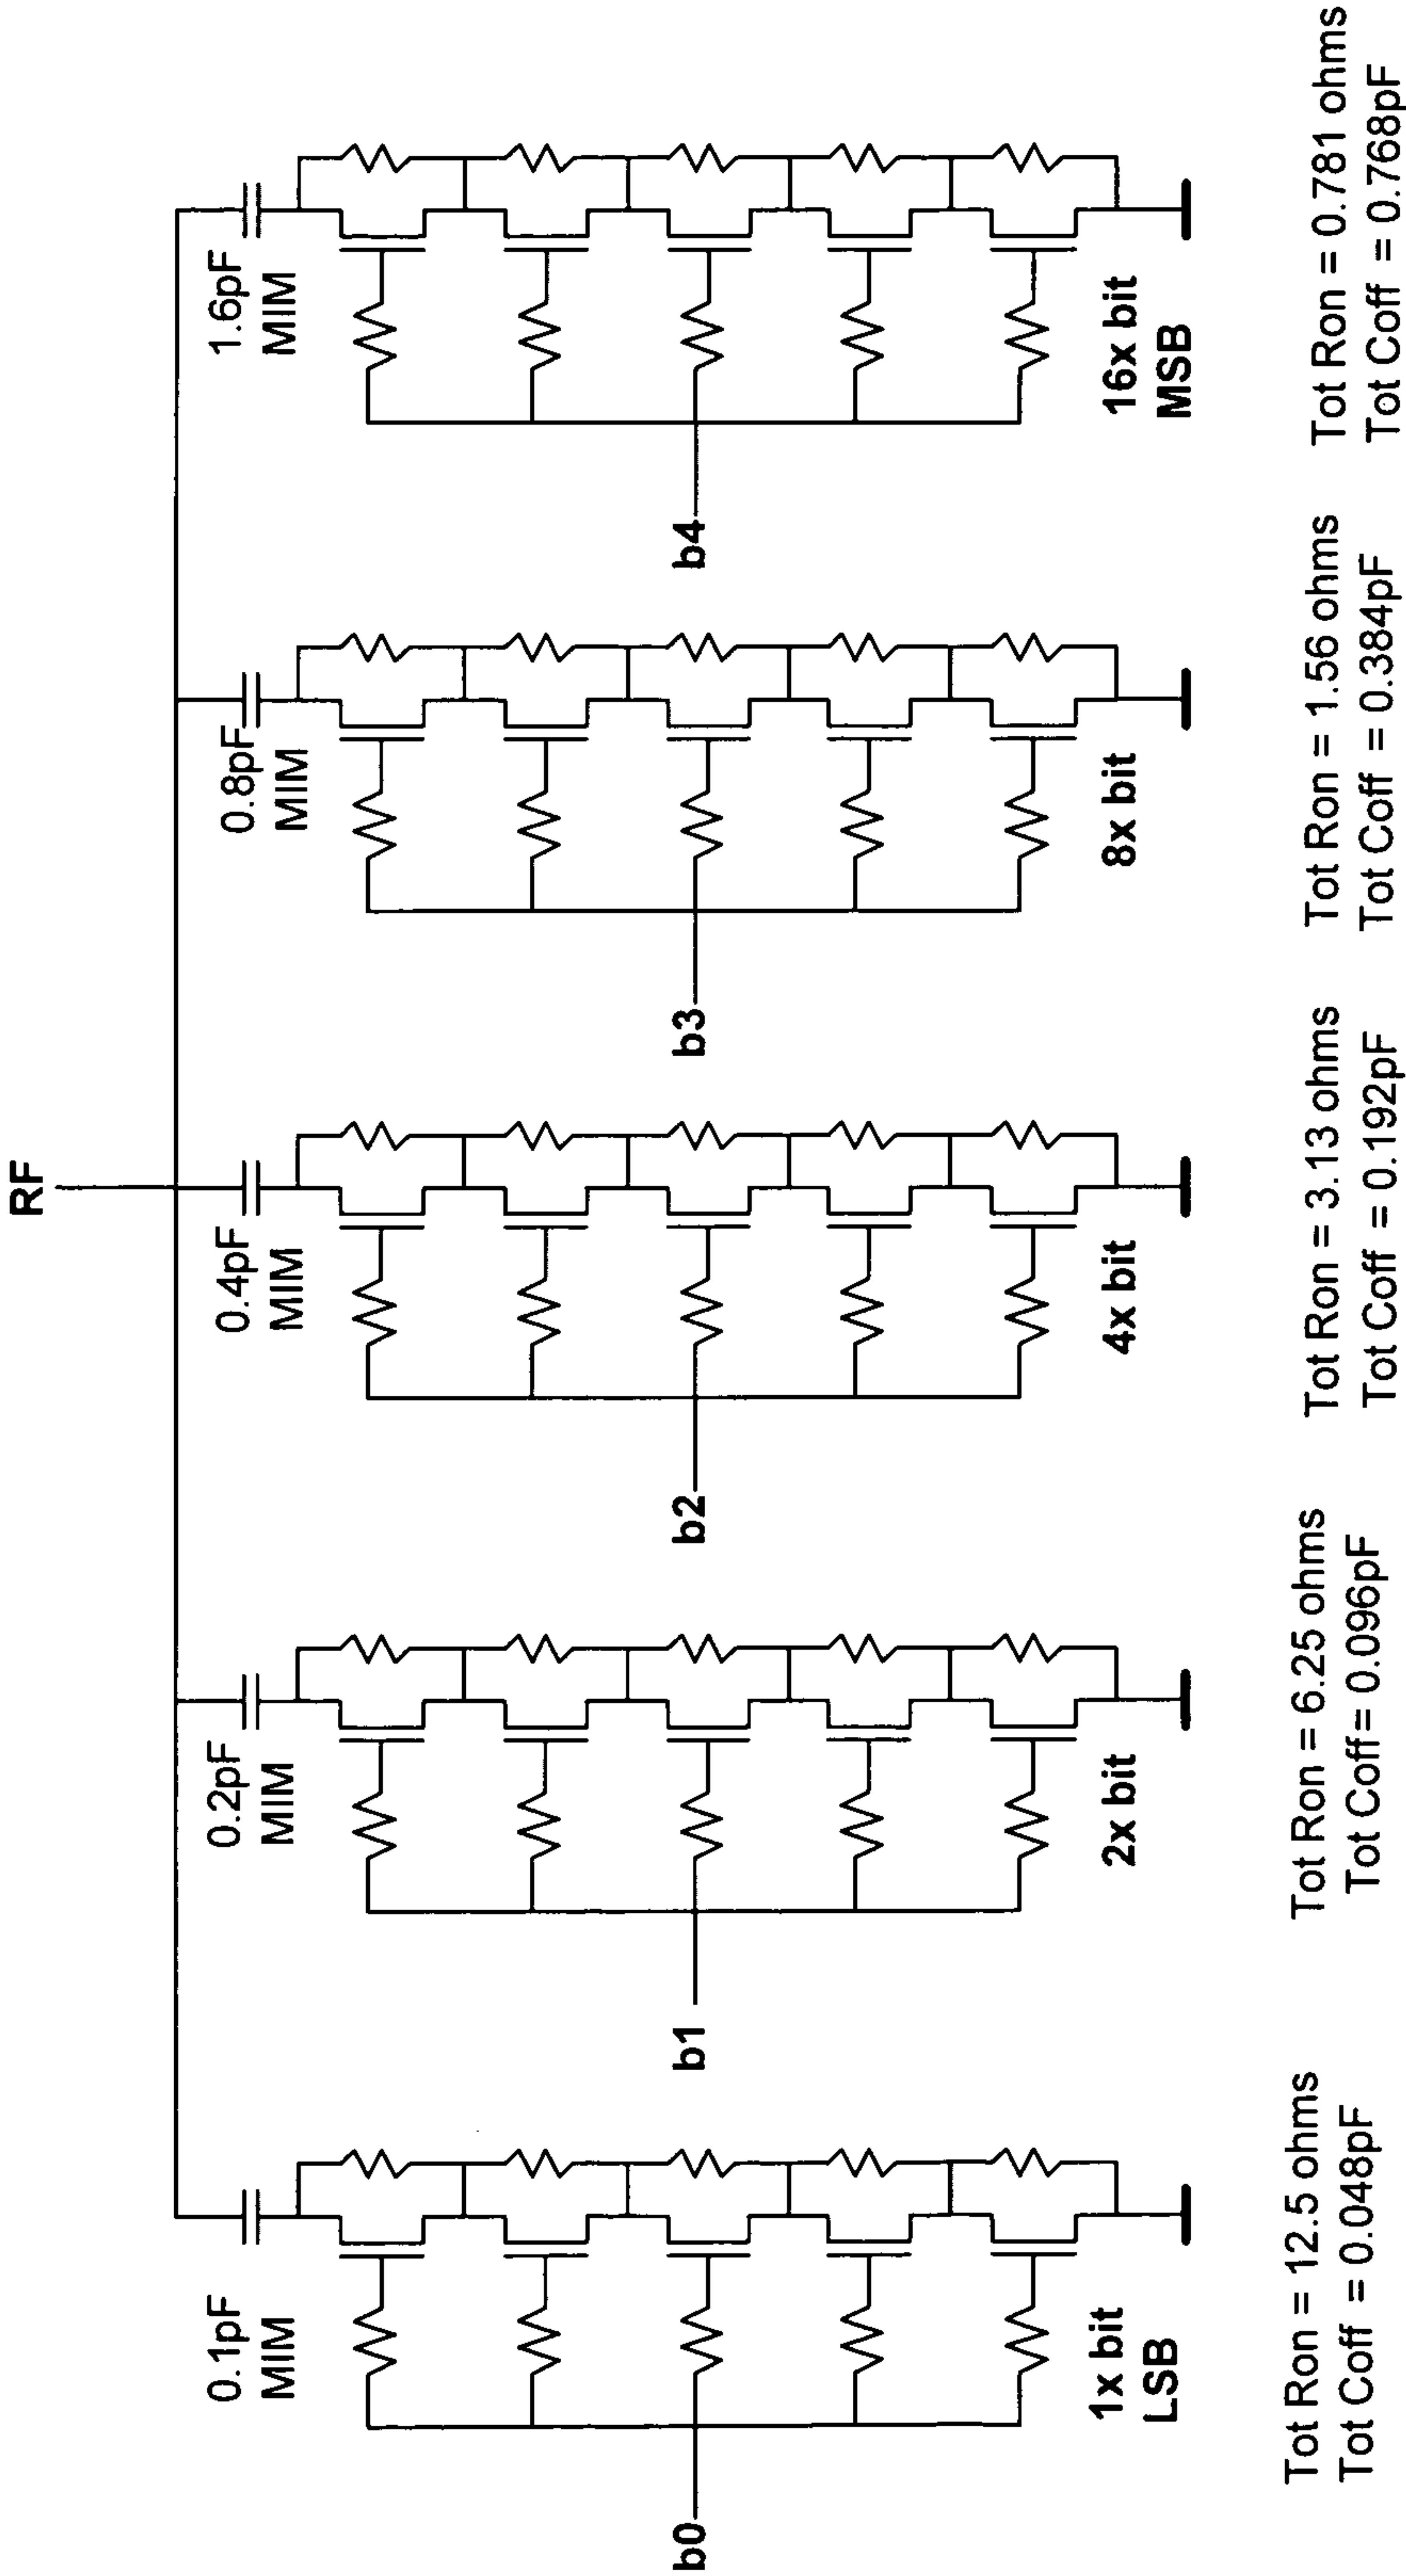 RF
0.1pF
MIM
0.2pF
MIM
0.4pF
MIM
0.8pF
MIM
1.6pF
MIM
b0
b1
b2
b3
b4
1x bit
LSB
2x bit
4x bit
8x bit
16x bit
MSB
Tot Ron = 12.5 ohms
Tot Coff = 0.048pF
Tot Ron = 6.25 ohms
Tot Coff= 0.096pF
Tot Ron = 3.13 ohms
Tot Coff = 0.192pF
Tot Ron = 1.56 ohms
Tot Coff = 0.384pF
Tot Ron = 0.781 ohms
Tot Coff = 0.768pF